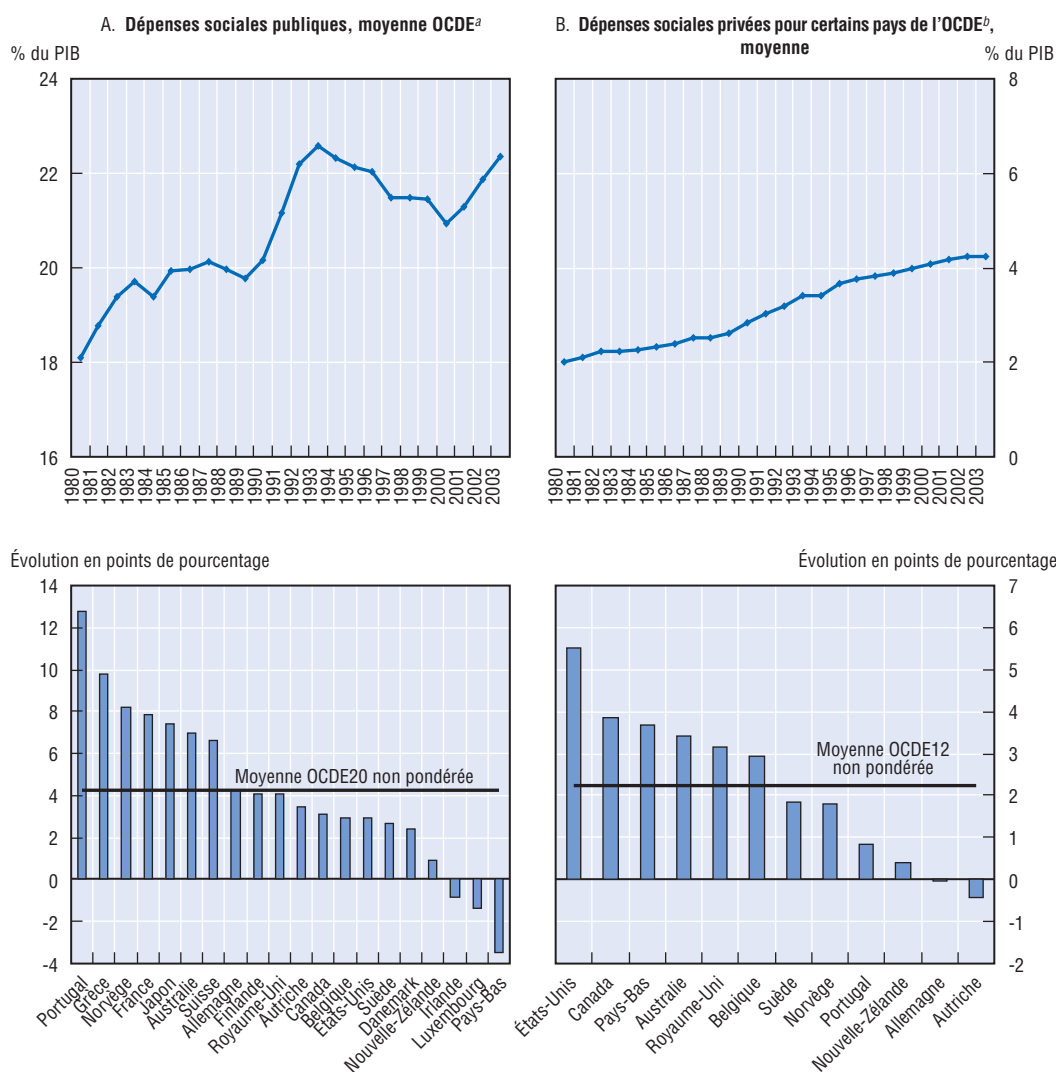 A. Dépenses sociales publiques, moyenne OCDEa
% du PIB
24
22
20
18
16
1980
1981
1982
1983
1984
1985
1986
1987
1988
1989
1990
1991
1992
1993
1994
1995
1996
1997
1998
1999
2000
2001
2002
2003
B. Dépenses sociales privées pour certains pays de l'OCDEb,
moyenne
% du PIB
8
6
4
2
0
1980
1981
1982
1983
1984
1985
1986
1987
1988
1989
1990
1991
1992
1993
1994
1995
1996
1997
1998
1999
2000
2001
2002
2003
Évolution en points de pourcentage
14
12
10
8
6
4
2
0
-2
-4
Moyenne OCDE20 non pondérée
Portugal
Grèce
Norvège
France
Japon
Australie
Suisse
Allemagne
Finlande
Royaume-Uni
Autriche
Canada
Belgique
États-Unis
Suède
Danemark
Nouvelle-Zélande
Irlande
Luxembourg
Pays-Bas
Évolution en points de pourcentage
7
6
5
4
3
2
1
0
-1
-2
Moyenne OCDE12
non pondérée
États-Unis
Canada
Pays-Bas
Australie
Royaume-Uni
Belgique
Suède
Norvège
Portugal
Nouvelle-Zélande
Allemagne
Autriche